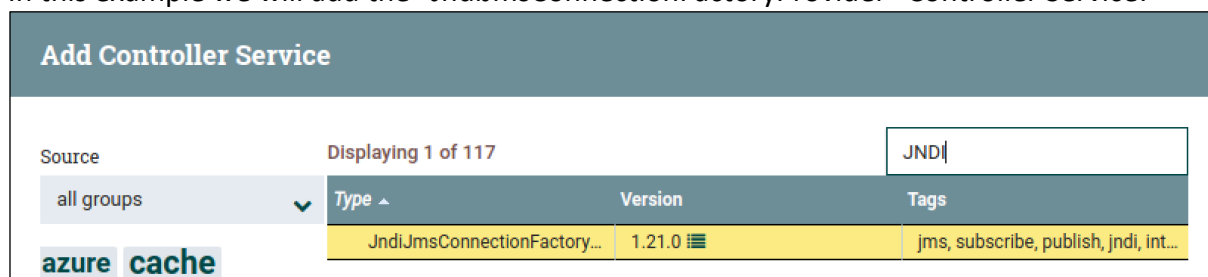 Add Controller Service
Source
Displaying 1 of 117
JNDI
all groups
Type
Version
Tags
JndiJmsConnectionFactory...
1.21.0
jms, subscribe, publish, jndi, int...
azure cache